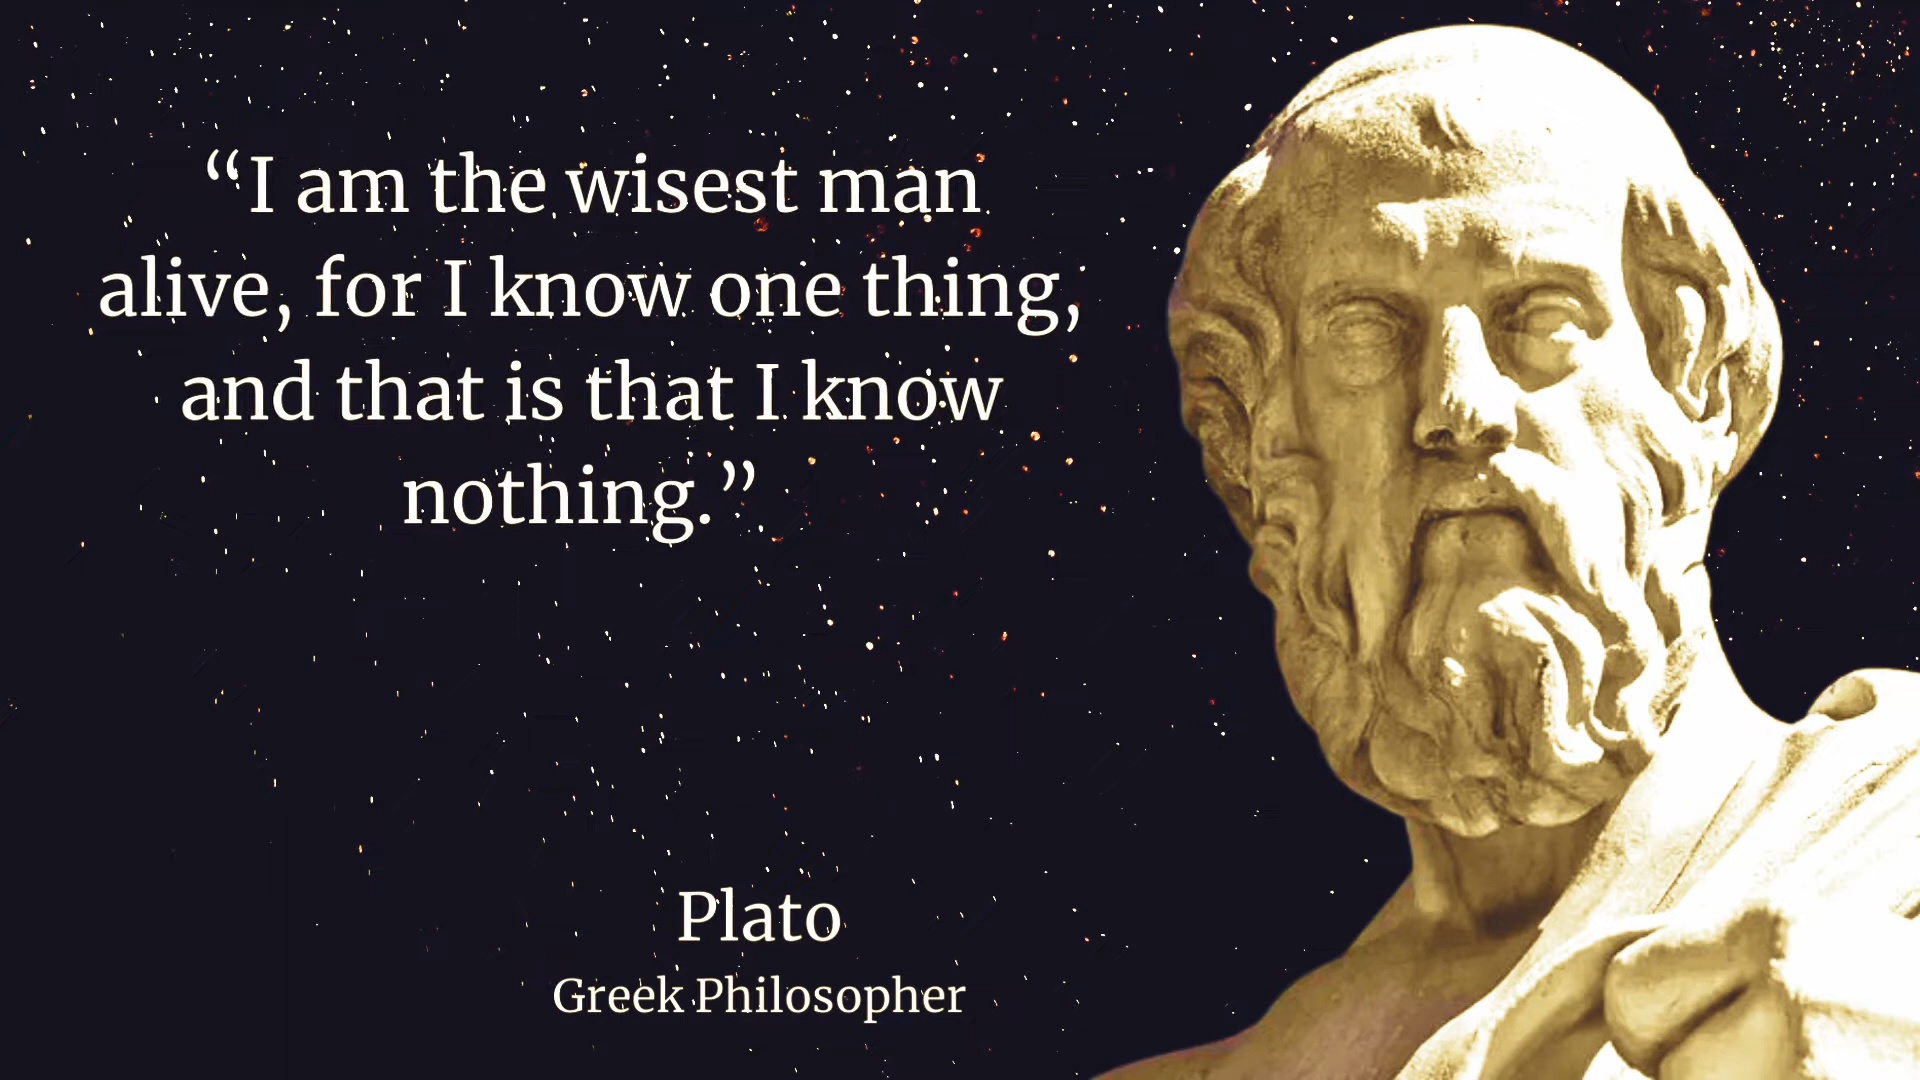 “I am the wisest man
alive, for I know one thing,
and that is that I know
nothing.”
Plato
Greek Philosopher